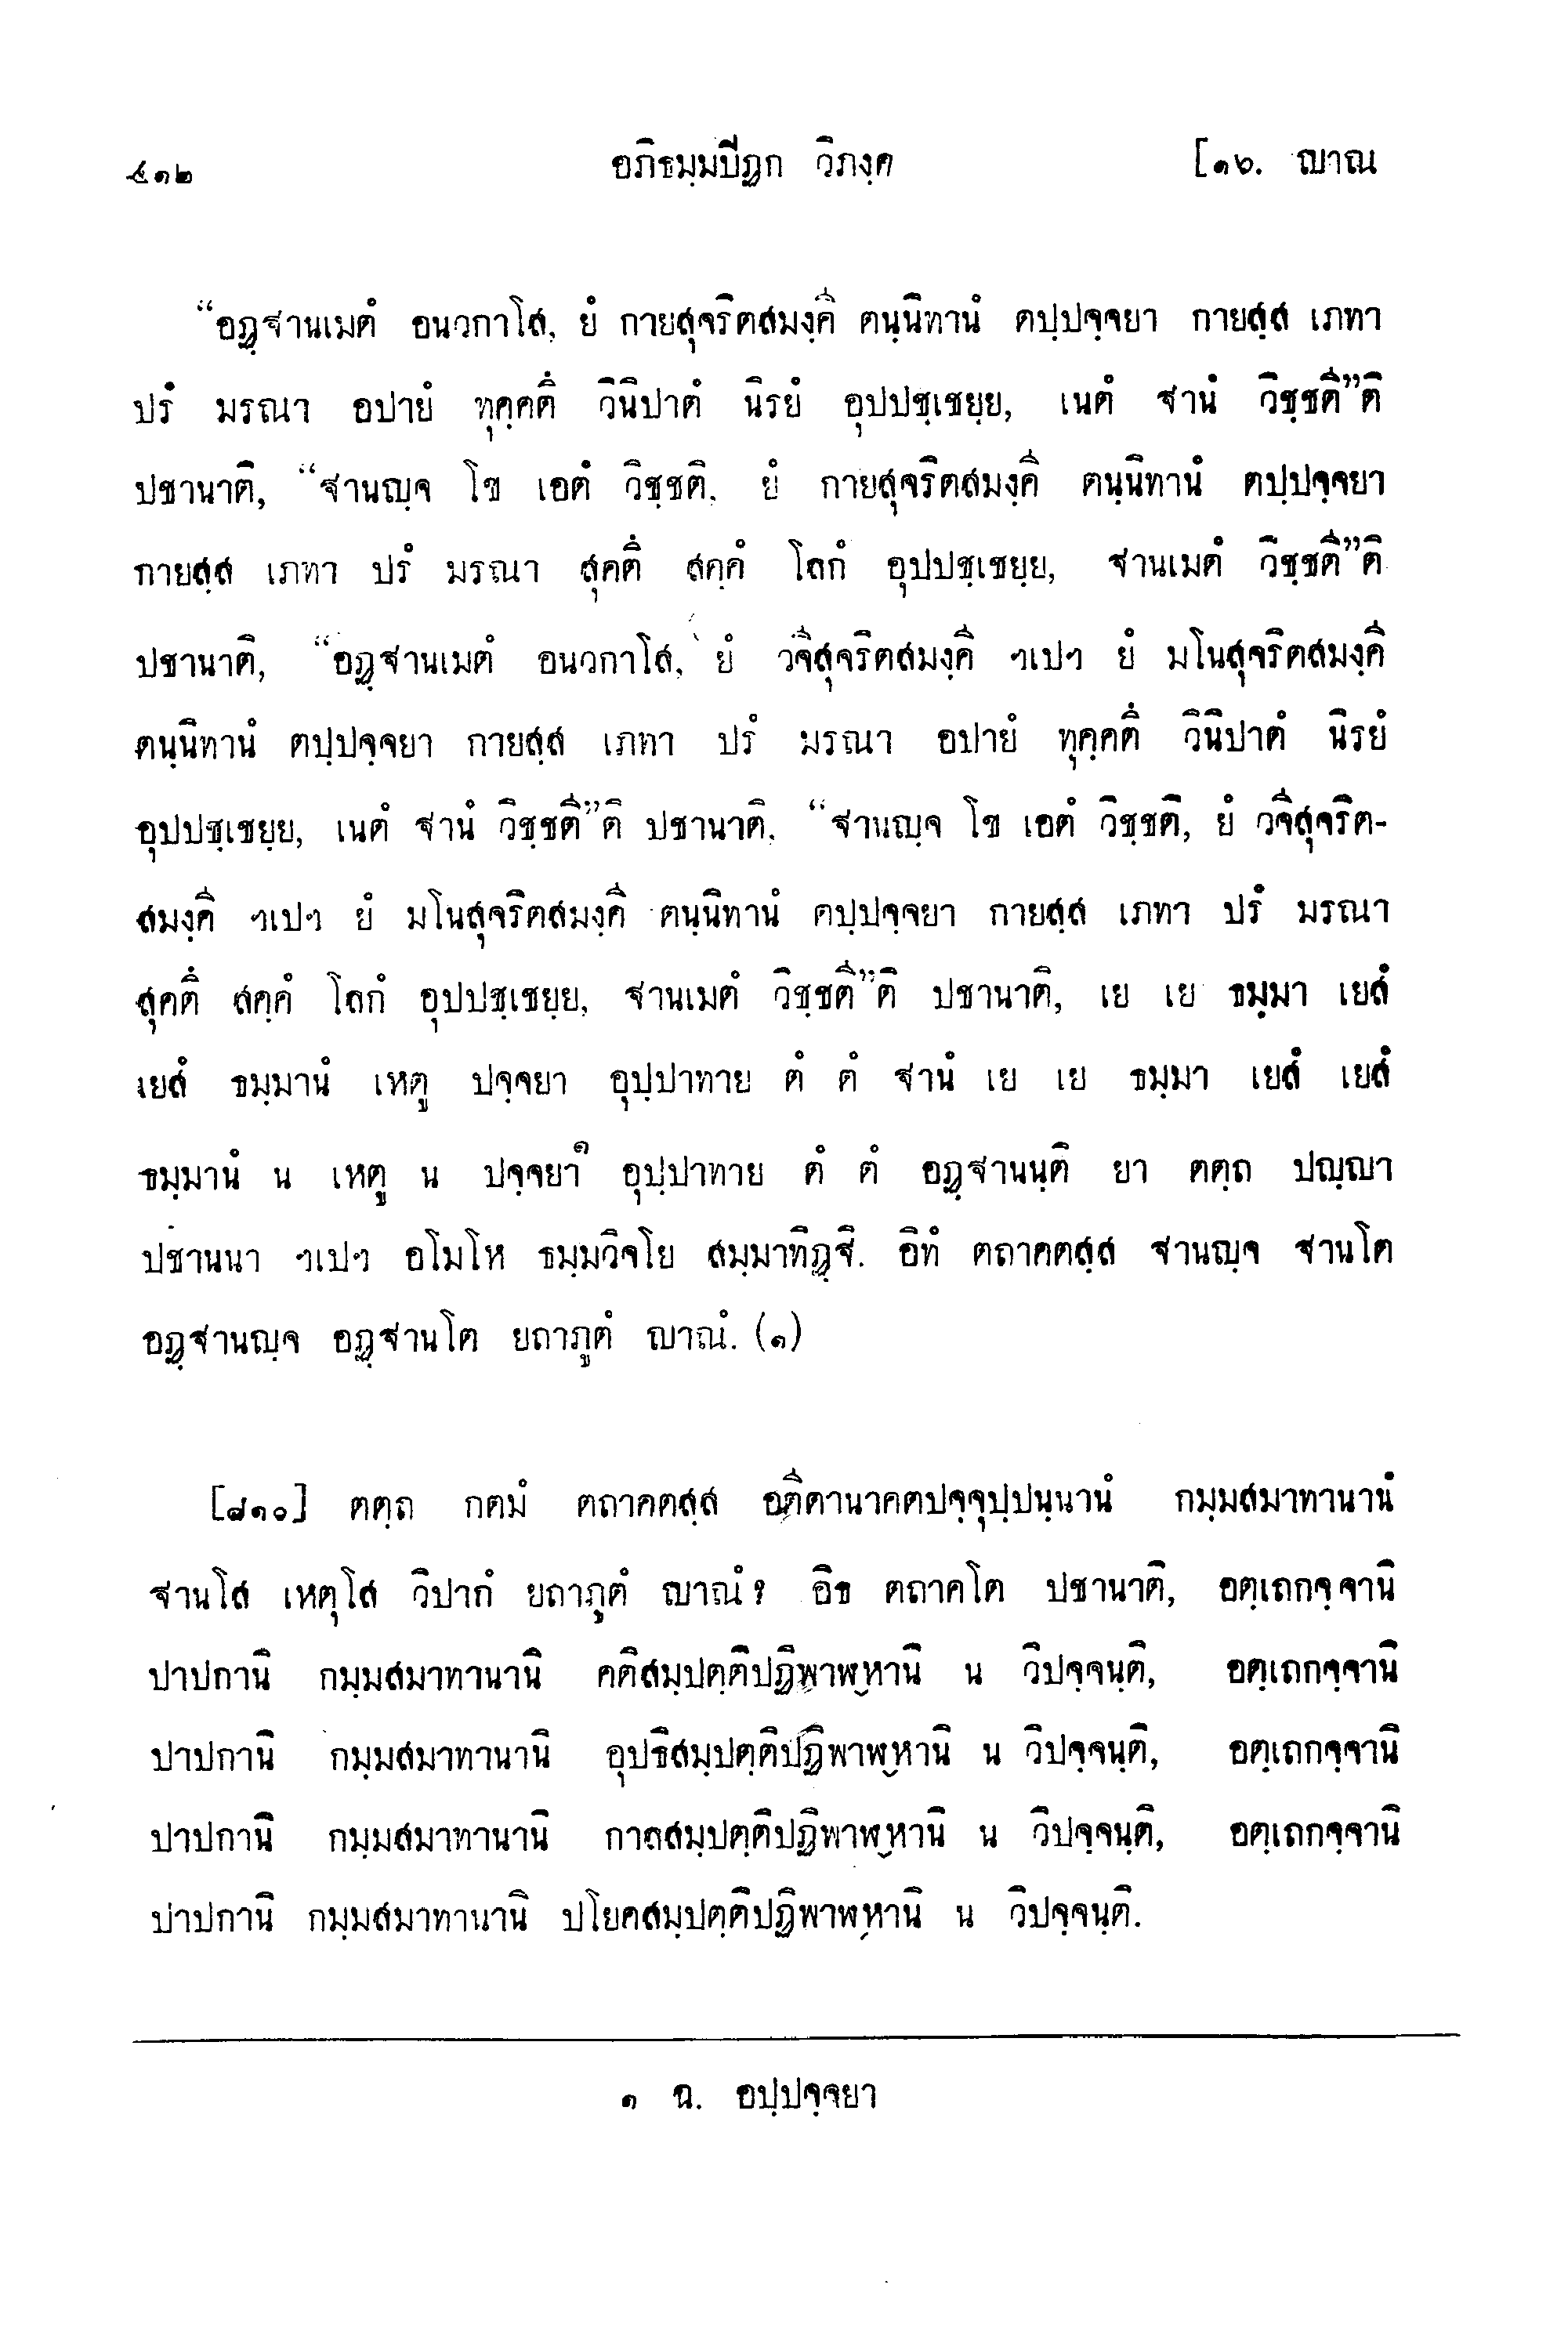 ๔๑๒ อภิธมฺมปีฏก วิภงฺค [๑๖. ญาณ
“อฏฺฐานเมตํ อนวกาโส, ยํ กายสุจริตสมงฺคี ตนฺนิทานํ ตปฺปจฺจยา กายสฺส เภทา
ปรํ มรณา อปายํ ทุคฺคตึ วินิปาตํ นิรยํ อุปปชฺเชยฺย, เนตํ ฐานํ วิชฺชตี”ติ
ปชานาติ, “ฐานญฺจ โข เอตํ วิชฺชติ, ยํ กายสุจริตสมงฺคี ตนฺนิทานํ ตปฺปจฺจยา
กายสฺส เภทา ปรํ มรณา สุคตึ สคฺคํ โลกํ อุปปชฺเชยฺย, ฐานเมตํ วิชฺชตี”ติ
ปชานาติ, “อฏฺฐานเมตํ อนวกาโส, ยํ วจีสุจริตสมงฺคี ฯเปฯ ยํ มโนสุจริตสมงฺคี
ตนฺนิทานํ ตปฺปจฺจยา กายสฺส เภทา ปรํ มรณา อปายํ ทุคฺคตึ วินิปาตํ นิรยํ
อุปปชฺเชยฺย, เนตํ ฐานํ วิชฺชตี”ติ ปชานาติ, “ฐานญฺจ โข เอตํ วิชฺชติ, ยํ วจีสุจริต-
สมงฺคี ฯเปฯ ยํ มโนสุจริตสมงฺคี ตนฺนิทานํ ตปฺปจฺจยา กายสฺส เภทา ปรํ มรณา
สุคตึ สคฺคํ โลกํ อุปปชฺเชยฺย, ฐานเมตํ วิชฺชตี”ติ ปชานาติ, เย เย ธมฺมา เยสํ
เยสํ ธมฺมานํ เหตู ปจฺจยา อุปฺปาทาย ตํ ตํ ฐานํ เย เย ธมฺมา เยสํ เยสํ
ธมฺมานํ น เหตู น ปจฺจยา๑ อุปฺปาทาย ตํ ตํ อฏฺฐานนฺติ ยา ตตฺถ ปญฺญา
ปชานนา ฯเปฯ อโมโห ธมฺมวิจโย สมฺมาทิฏฺฐิ. อิทํ ตถาคตสฺส ฐานญฺจ ฐานโต
อฏฺฐานญฺจ อฏฺฐานโต ยถาภูตํ ญาณํ. (๑)
[๘๑๐] ตตฺถ กตมํ ตถาคตสฺส อตีตานาคตปจฺจุปฺปนฺนานํ กมฺมสมาทานานํ
ฐานโส เหตุโส วิปากํ ยถาภูตํ ญาณํ? อิธ ตถาคโต ปชานาติ, อตฺเถกจฺจานิ
ปาปกานิ กมฺมสมาทานานิ คติสมฺปตฺติปฏิพาฬฺหานิ น วิปจฺจนฺติ, อตฺเถกจฺจานิ
ปาปกานิ กมฺมสมาทานานิ อุปธิสมฺปตฺติปฏิพาฬฺหานิ น วิปจฺจนฺติ, อตฺเถกจฺจานิ
ปาปกานิ กมฺมสมาทานานิ กาลสมฺปตฺติปฏิพาฬฺหานิ น วิปจฺจนฺติ, อตฺเถกจฺจานิ
ปาปกานิ กมฺมสมาทานานิ ปโยคสมฺปตฺติปฏิพาฬฺหานิ น วิปจฺจนฺติ.
๑ ฉ. อปฺปจฺจยา